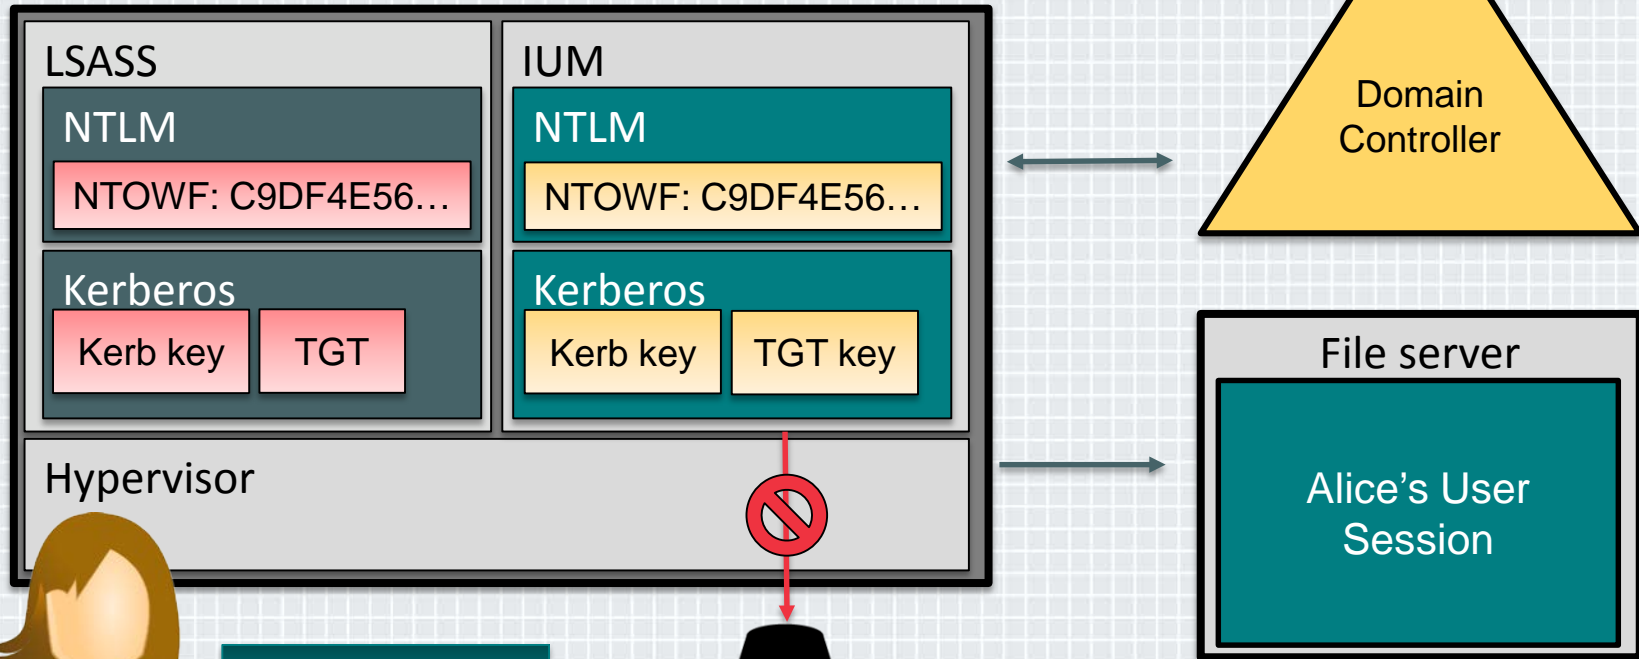 LSASS
NTLM
NTOWF: C9DF4E56…
Kerberos
Kerb key
TGT
IUM
NTLM
NTOWF: C9DF4E56…
Kerberos
Kerb key
TGT key
Hypervisor
Domain
Controller
File server
Alice’s User
Session